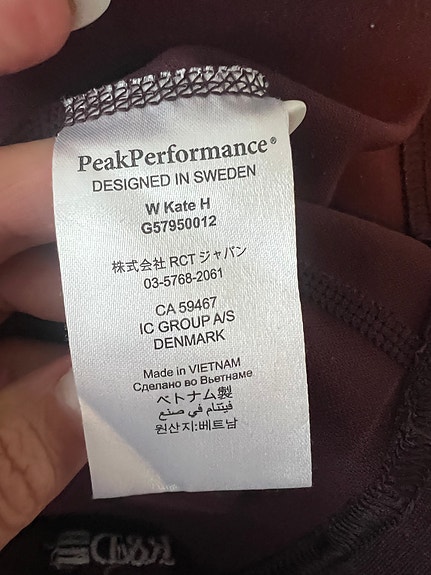 PeakPerformance®
DESIGNED IN SWEDEN
W Kate H
G57950012
株式会社 RCT ジャパン
03-5768-2061
CA 59467
IC GROUP A/S
DENMARK
Made in VIETNAM
Сделано во Вьетнаме
ベトナム製
فيتنام في صنع
원산지:베트남